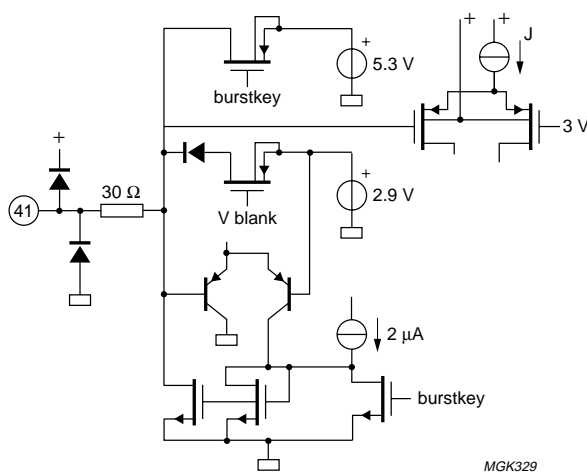 +
+
+
J
5.3 V
burstkey
3 V
+
+
30 Ω
41
V blank
2.9 V
2 μA
burstkey
MGK329